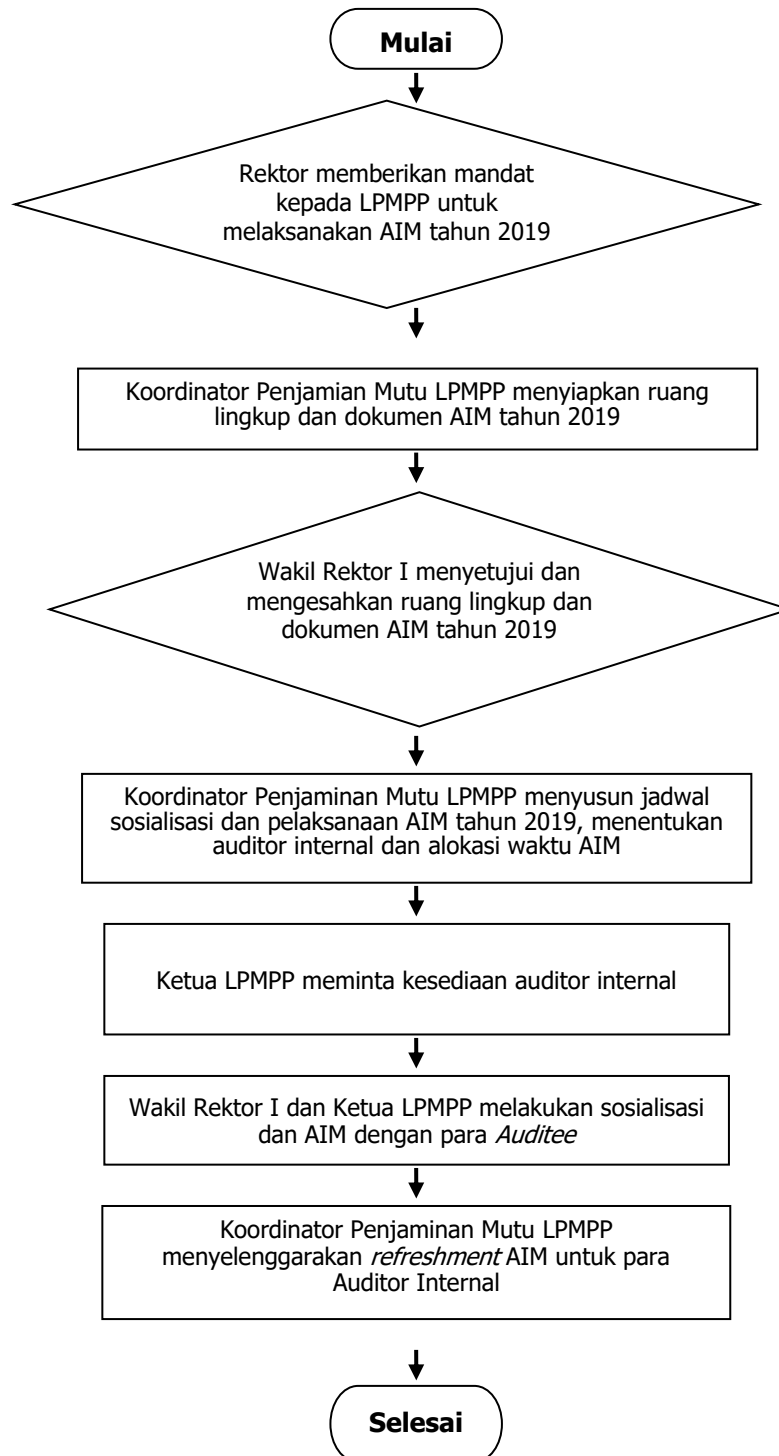 Mulai
Rektor memberikan mandat
kepada LPMPP untuk
melaksanakan AIM tahun 2019
Koordinator Penjamian Mutu LPMPP menyiapkan ruang
lingkup dan dokumen AIM tahun 2019
Wakil Rektor I menyetujui dan
mengesahkan ruang lingkup dan
dokumen AIM tahun 2019
Koordinator Penjaminan Mutu LPMPP menyusun jadwal
sosialisasi dan pelaksanaan AIM tahun 2019, menentukan
auditor internal dan alokasi waktu AIM
Ketua LPMPP meminta kesediaan auditor internal
Wakil Rektor I dan Ketua LPMPP melakukan sosialisasi
dan AIM dengan para Auditee
Koordinator Penjaminan Mutu LPMPP
menyelenggarakan refreshment AIM untuk para
Auditor Internal
Selesai